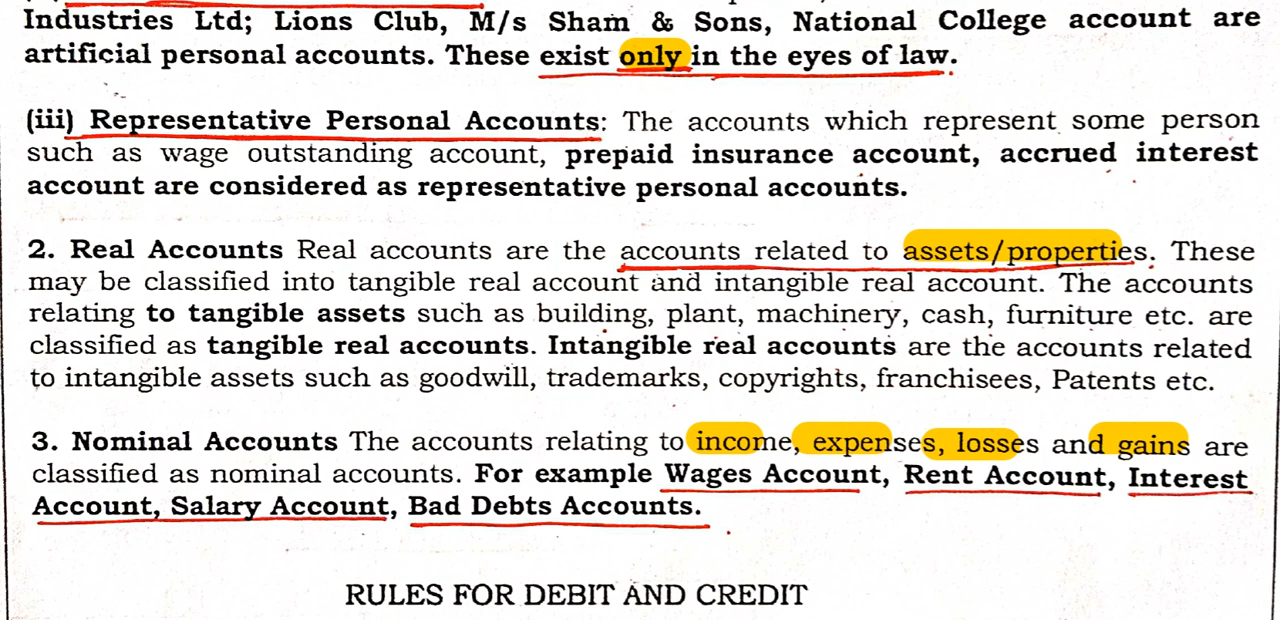 Industries Ltd; Lions Club, M/s Sham & Sons, National College account are
artificial personal accounts. These exist only in the eyes of law.
(iii) Representative Personal Accounts: The accounts which represent some person
such as wage outstanding account, prepaid insurance account, accrued interest
account are considered as representative personal accounts.
2. Real Accounts Real accounts are the accounts related to assets/properties. These
may be classified into tangible real account and intangible real account. The accounts
relating to tangible assets such as building, plant, machinery, cash, furniture etc. are
classified as tangible real accounts. Intangible real accounts are the accounts related
to intangible assets such as goodwill, trademarks, copyrights, franchisees, Patents etc.
3. Nominal Accounts The accounts relating to income, expenses, losses and gains are
classified as nominal accounts. For example Wages Account, Rent Account, Interest
Account, Salary Account, Bad Debts Accounts.
RULES FOR DEBIT AND CREDIT